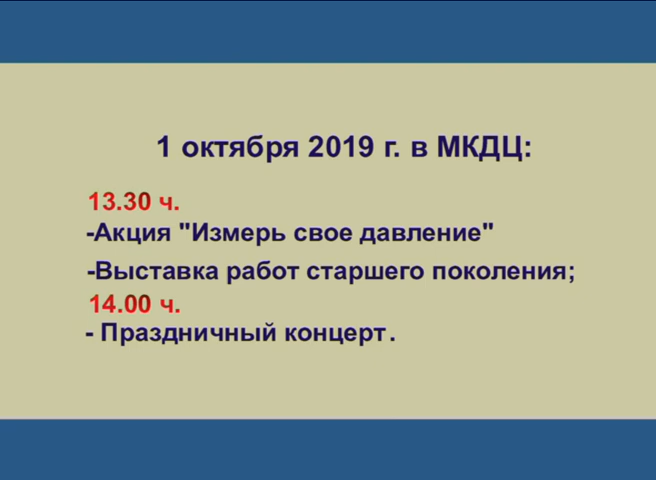 1 октября 2019 г. в МКДЦ:
13.30 ч.
-Акция "Измерь свое давление"
-Выставка работ старшего поколения;
14.00 ч.
- Праздничный концерт.